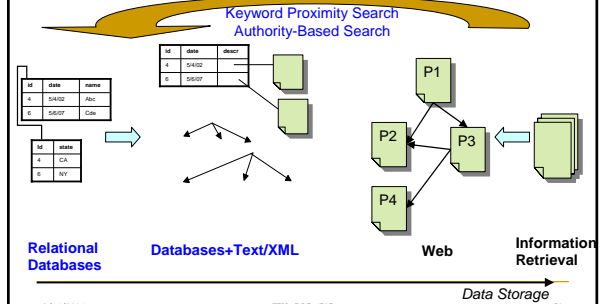 Keyword Proximity Search
Authority-Based Search
id date descr
4 5/4/02
6 5/6/07
id date name
4 5/4/02 Abc
6 5/6/07 Cde
Id state
4 CA
6 NY
P1
P2
P3
P4
Relational
Databases
Databases+Text/XML
Web
Information
Retrieval
Data Storage